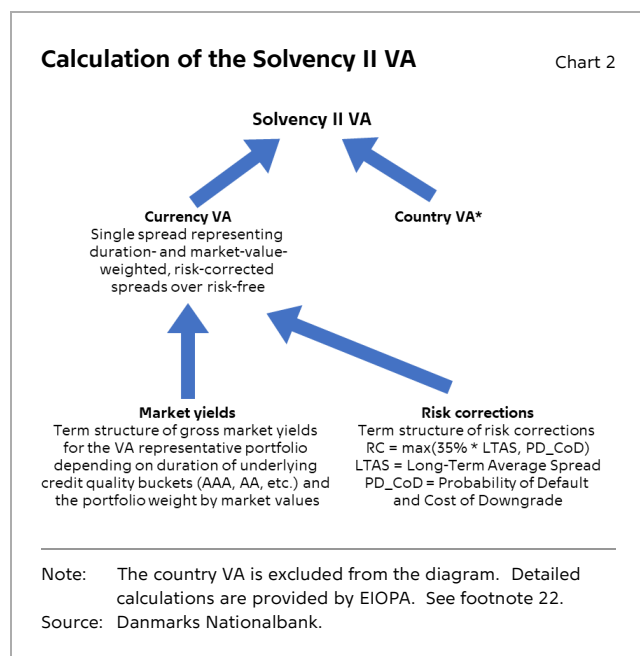 Calculation of the Solvency II VA
Chart 2
Solvency II VA
Currency VA
Single spread representing
duration- and market-value-
weighted, risk-corrected
spreads over risk-free
Country VA*
Market yields
Term structure of gross market yields
for the VA representative portfolio
depending on duration of underlying
credit quality buckets (AAA, AA, etc.) and
the portfolio weight by market values
Risk corrections
Term structure of risk corrections
RC = max(35% * LTAS, PD_CoD)
LTAS = Long-Term Average Spread
PD_CoD = Probability of Default
and Cost of Downgrade
Note: The country VA is excluded from the diagram. Detailed
calculations are provided by EIOPA. See footnote 22.
Source: Danmarks Nationalbank.